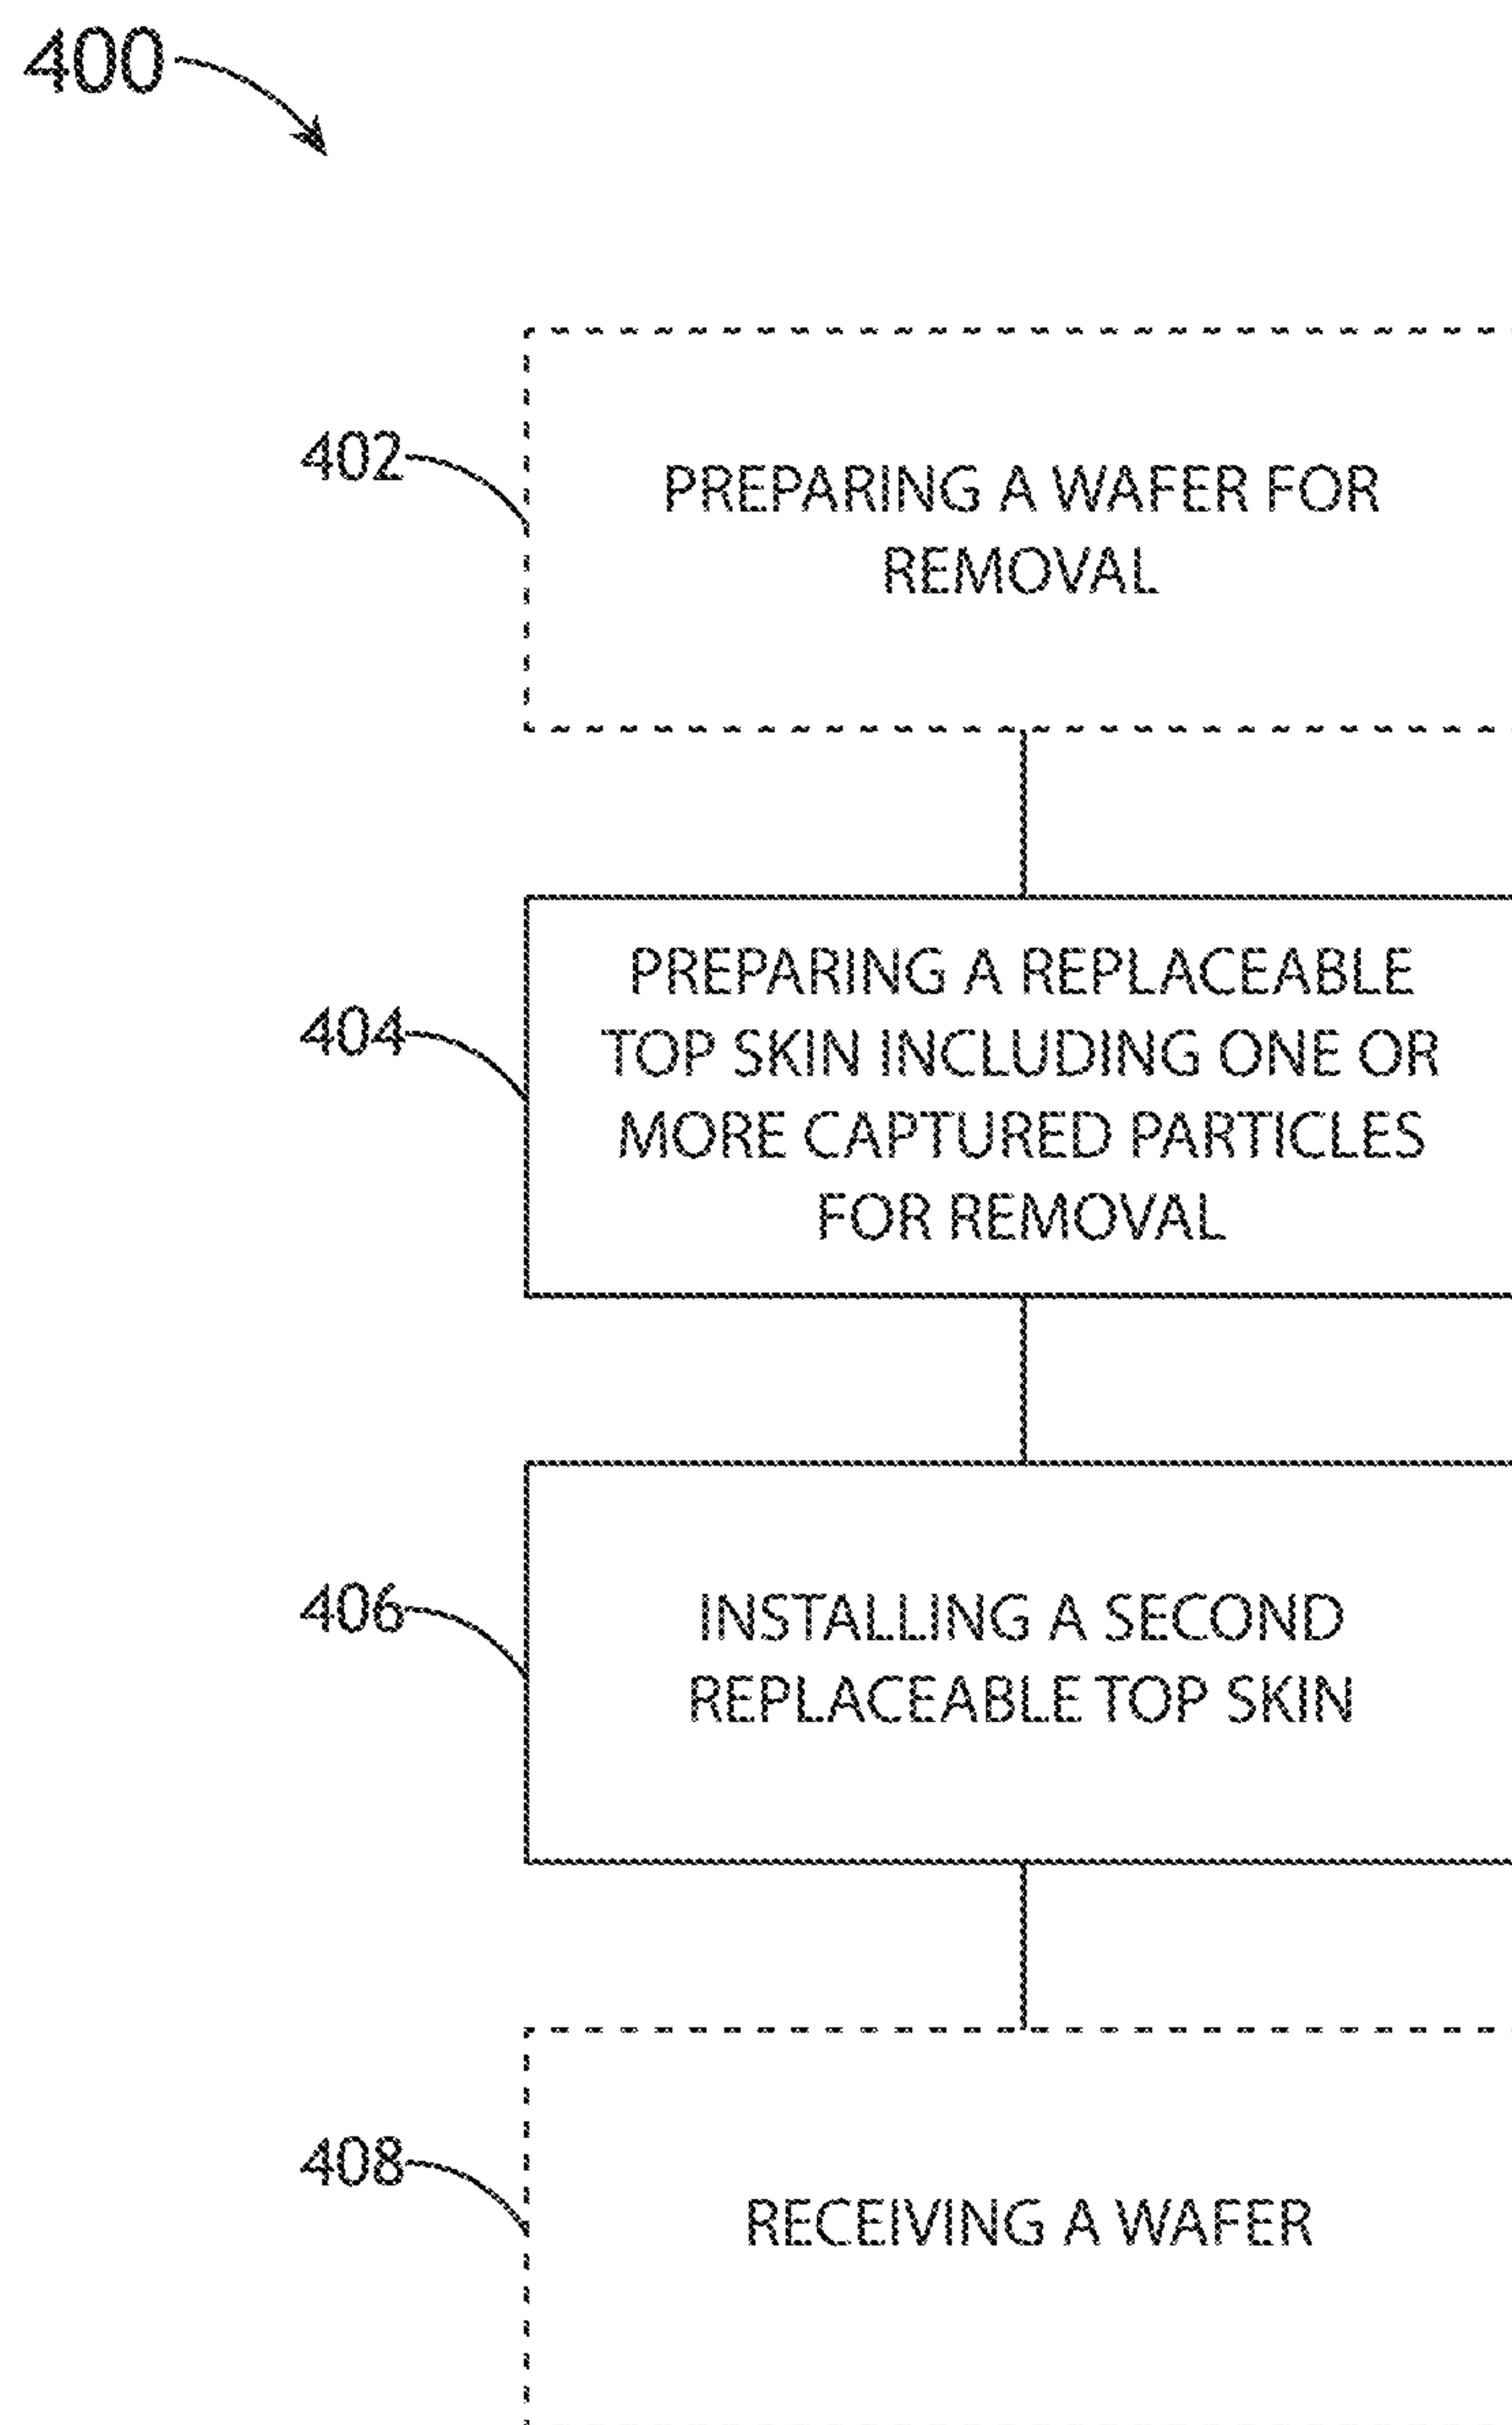 400
402
PREPARING A WAFER FOR
REMOVAL
404
PREPARING A REPLACEABLE
TOP SKIN INCLUDING ONE OR
MORE CAPTURED PARTICLES
FOR REMOVAL
406
INSTALLING A SECOND
REPLACEABLE TOP SKIN
408
RECEIVING A WAFER